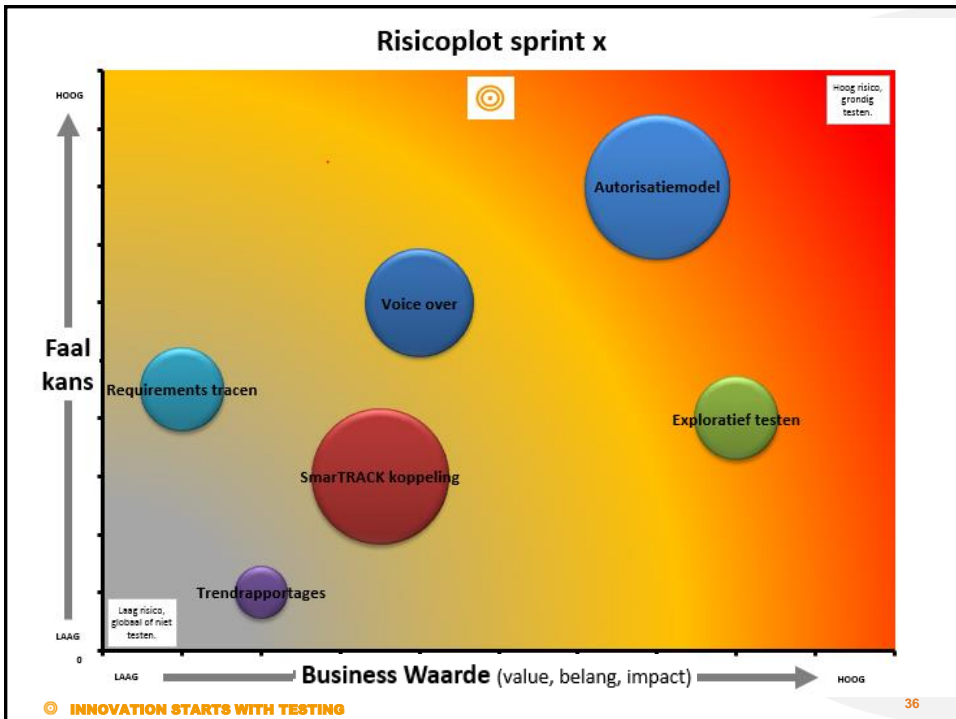 Risicoplot sprint x
HOOG
Hoog risico,
grondig
testen.
Autorisatiemodel
Voice over
Faal
kans
Requirements tracen
Exploratief testen
SmarTRACK koppeling
Trendrapportages
Laag risico,
globaal of niet
testen.
LAAG
0
LAAG
Business Waarde (value, belang, impact)
HOOG
INNOVATION STARTS WITH TESTING
36